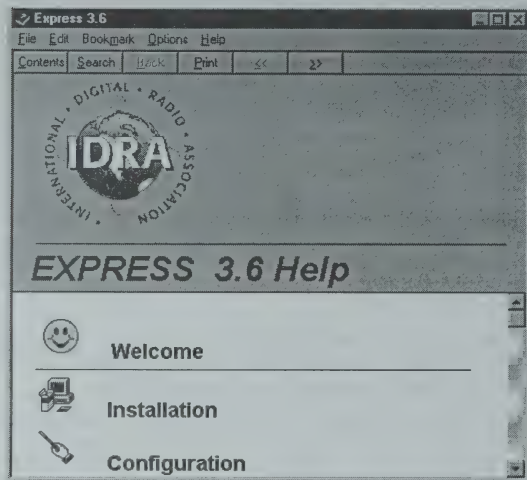 Express 3.6
File Edit Bookmark Options Help
Contents Search Back Print << >>
INTERNATIONAL · DIGITAL · RADIO · ASSOCIATION ·
IDRA
EXPRESS 3.6 Help
Welcome
Installation
Configuration